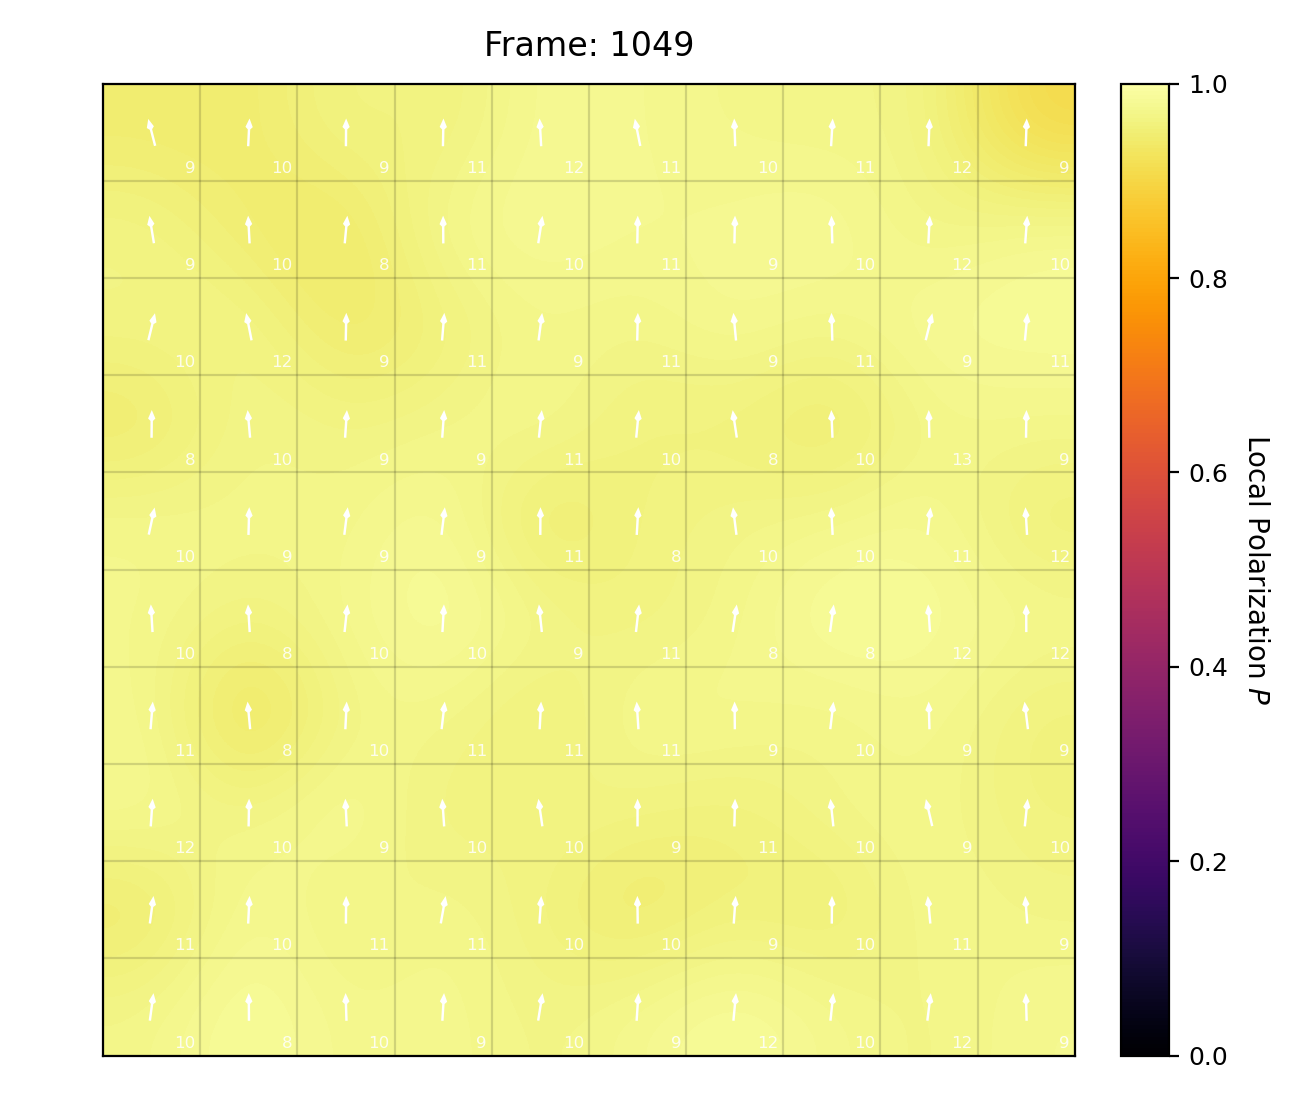 Frame: 1049
9 10 9 11 12 11 10 11 12 9
9 10 8 11 10 11 9 10 12 10
10 12 9 11 9 11 9 11 9 11
8 10 9 9 11 10 8 10 13 9
10 9 9 9 11 8 10 10 11 12
10 8 10 10 9 11 8 8 12 12
11 8 10 11 11 11 9 10 9 9
12 10 9 10 10 9 11 10 9 10
11 10 11 11 10 10 9 10 11 9
10 8 10 9 10 9 12 10 12 9
1.0
0.8
0.6
0.4
0.2
0.0
Local Polarization P